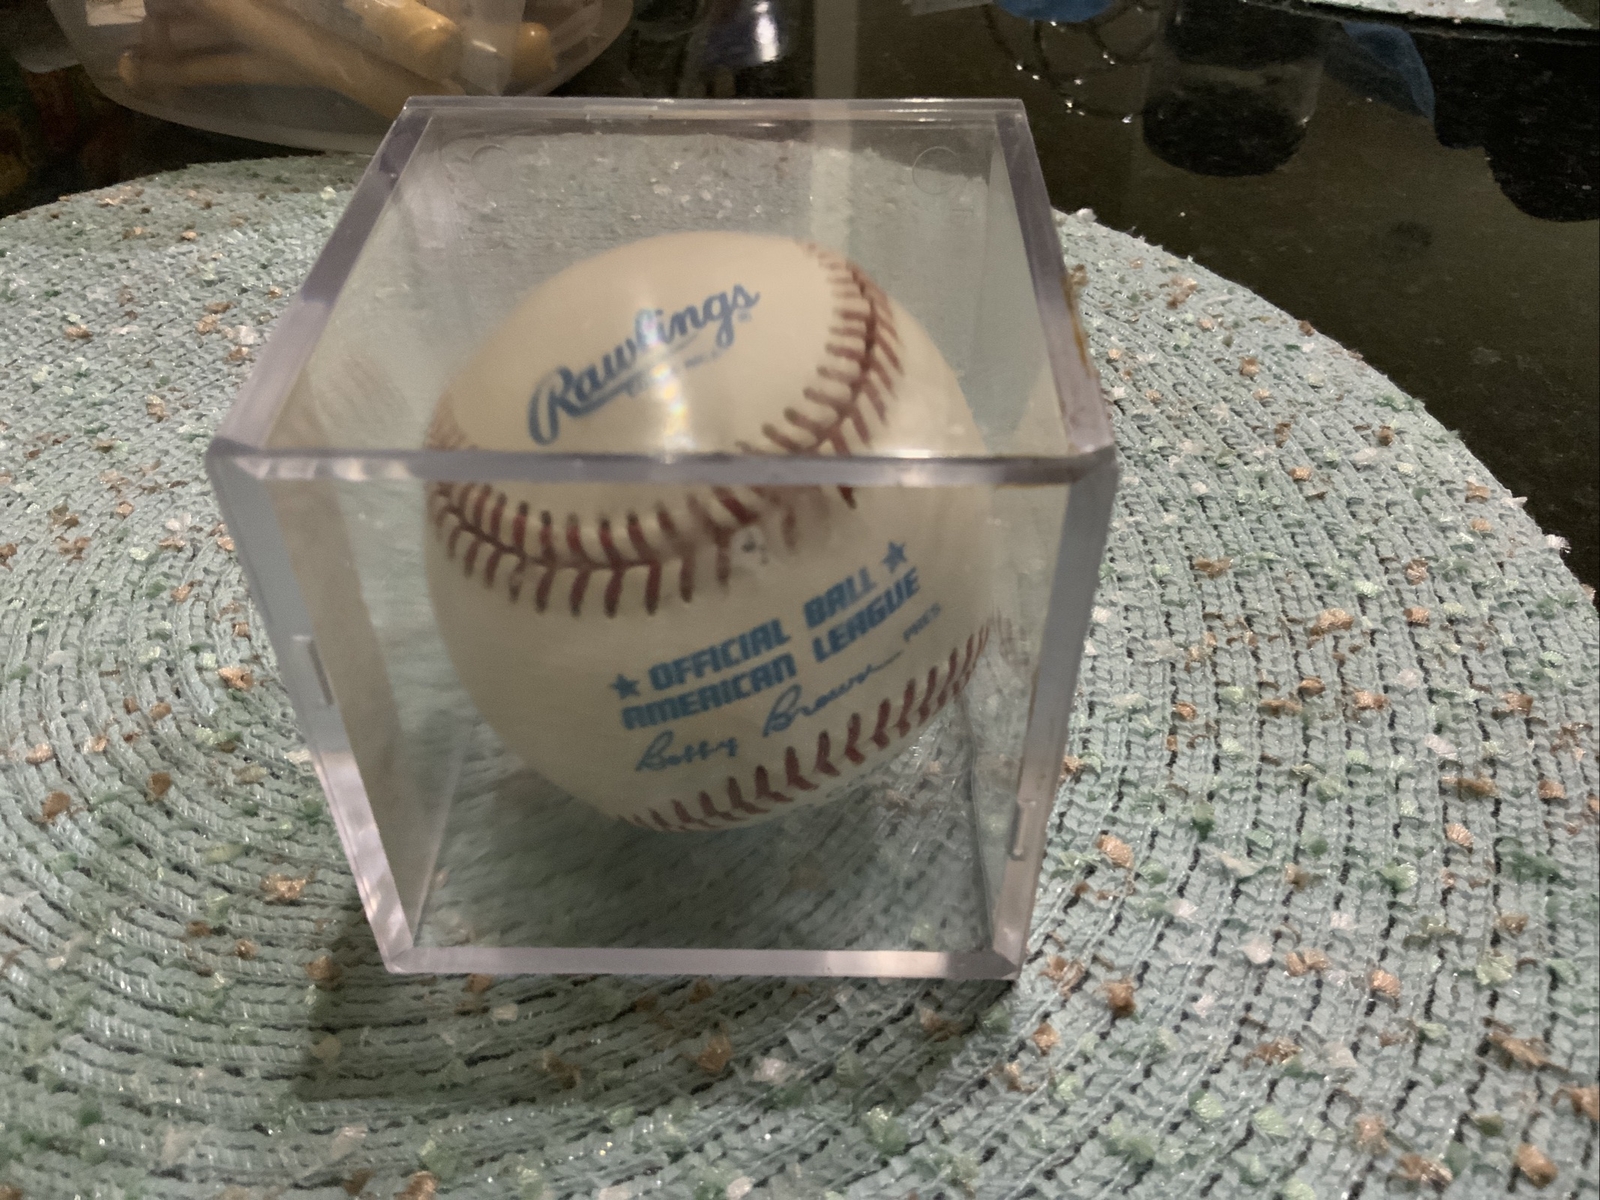 Rawlings
★ OFFICIAL BALL ★
AMERICAN LEAGUE
Bobby Brown PRES